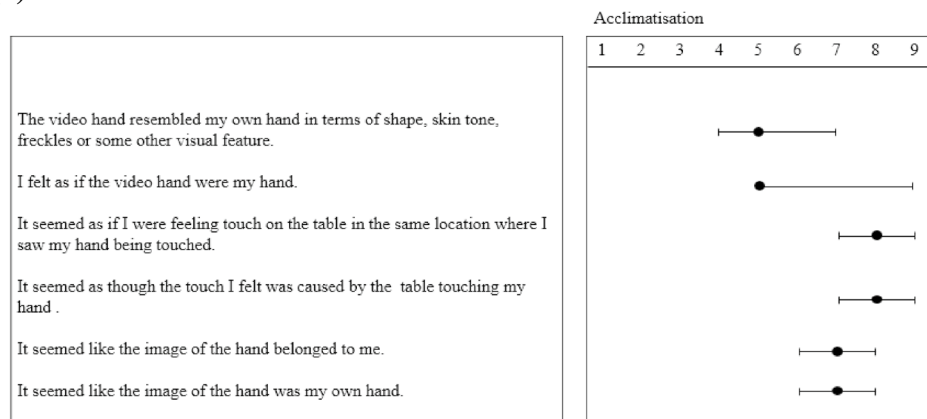 Acclimatisation
1 2 3 4 5 6 7 8 9
The video hand resembled my own hand in terms of shape, skin tone,
freckles or some other visual feature.
I felt as if the video hand were my hand.
It seemed as if I were feeling touch on the table in the same location where I
saw my hand being touched.
It seemed as though the touch I felt was caused by the  table touching my
hand .
It seemed like the image of the hand belonged to me.
It seemed like the image of the hand was my own hand.